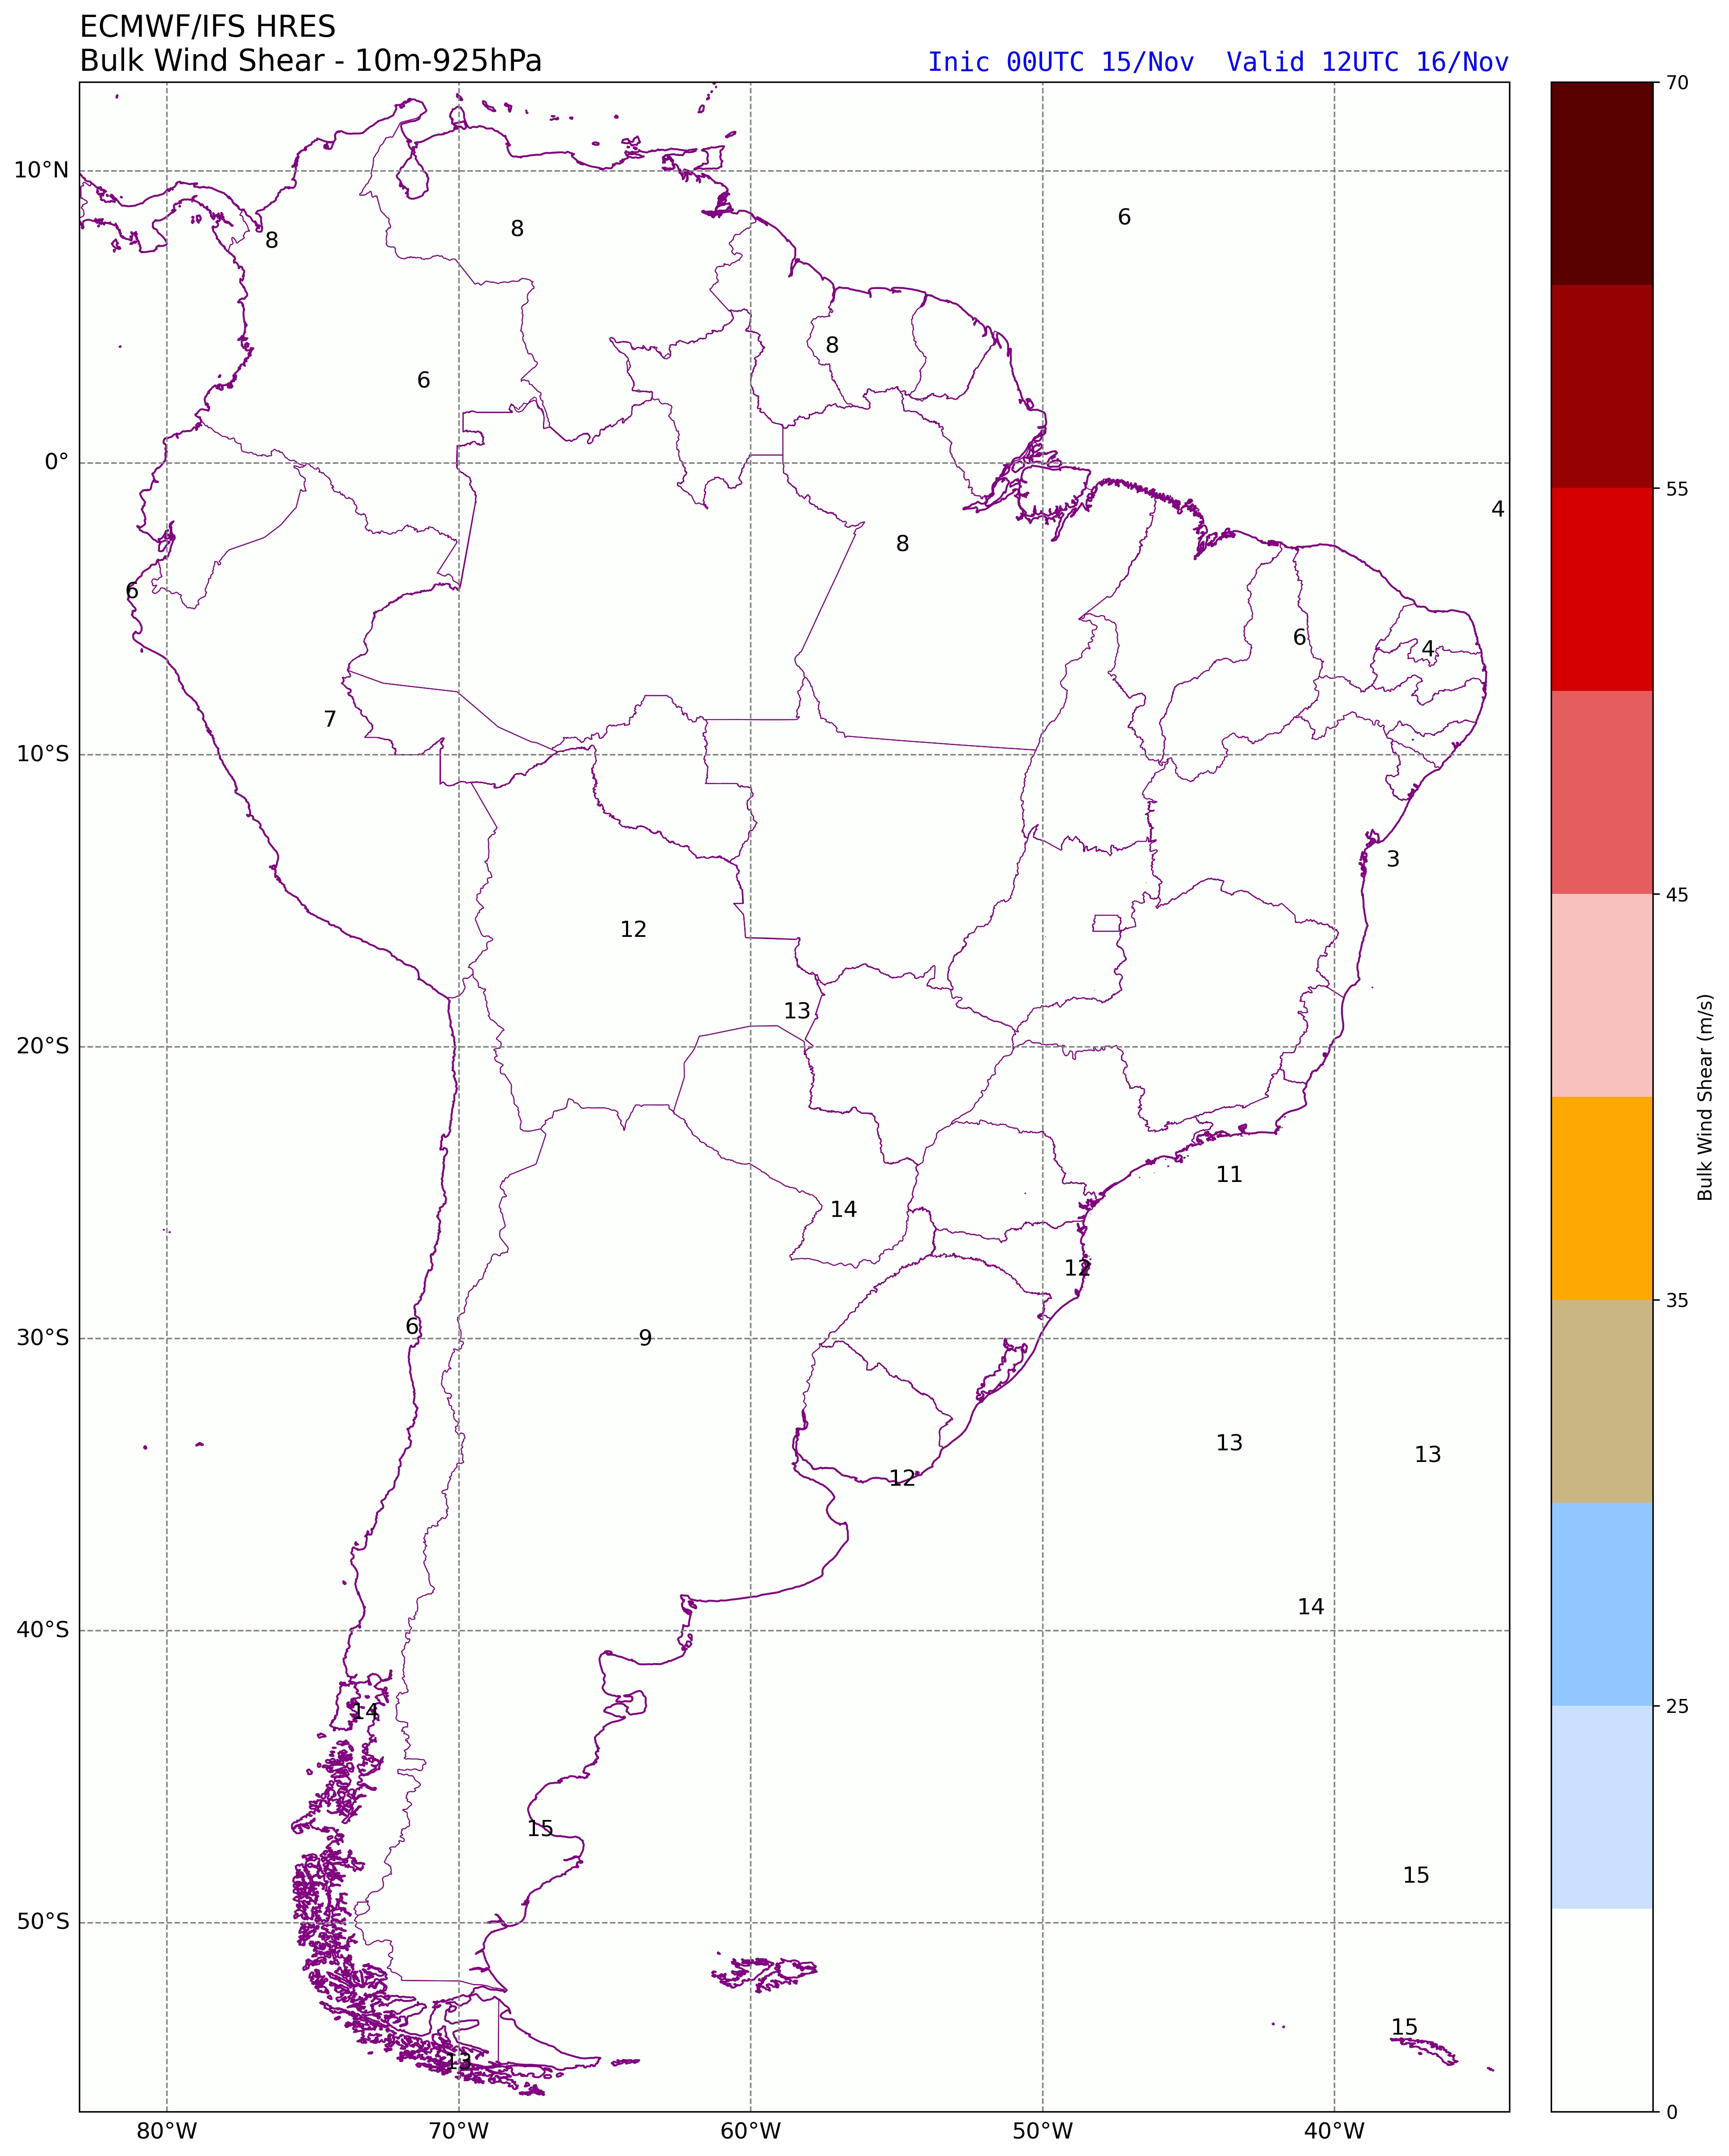 ECMWF/IFS HRES
Bulk Wind Shear - 10m-925hPa
Inic 00UTC 15/Nov  Valid 12UTC 16/Nov
70
10°N
6
8
8
8
6
0°
55
4
8
6
6
4
7
10°S
3
45
12
13
20°S
Bulk Wind Shear (m/s)
11
14
12
35
6
9
30°S
13
13
12
14
40°S
25
14
15
15
50°S
15
13
0
80°W
70°W
60°W
50°W
40°W